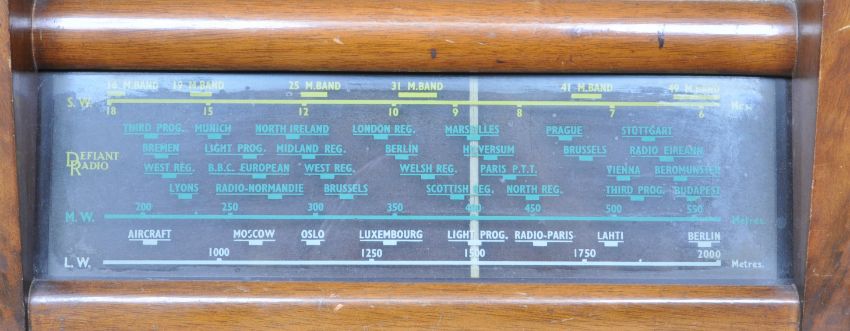 16 M.BAND 19 M.BAND 25 M.BAND 31 M.BAND 41 M.BAND 49 M.BAND
S.W. Mcs.
18 15 12 10 9 8 7 6
THIRD PROG. MUNICH NORTH IRELAND LONDON REG. MARSEILLES PRAGUE STUTTGART
DEFIANT RADIO
BREMEN LIGHT PROG. MIDLAND REG. BERLIN HILVERSUM BRUSSELS RADIO EIREANN
WEST REG. B.B.C. EUROPEAN WEST REG. WELSH REG. PARIS P.T.T. VIENNA BEROMUNSTER
LYONS RADIO-NORMANDIE BRUSSELS SCOTTISH REG. NORTH REG. THIRD PROG. BUDAPEST
200 250 300 350 400 450 500 550
M.W. Metres.
AIRCRAFT MOSCOW OSLO LUXEMBOURG LIGHT PROG. RADIO-PARIS LAHTI BERLIN
1000 1250 1500 1750 2000
L.W. Metres.